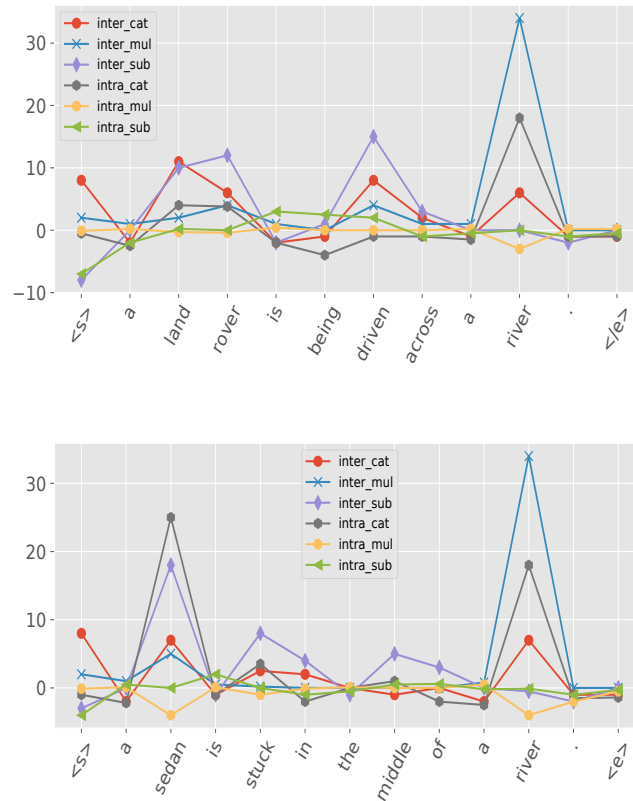 inter_cat
inter_mul
inter_sub
intra_cat
intra_mul
intra_sub
30
20
10
0
−10
<s> a land rover is being driven across a river . </e>
inter_cat
inter_mul
inter_sub
intra_cat
intra_mul
intra_sub
30
20
10
0
<s> a sedan is stuck in the middle of a river . <e>